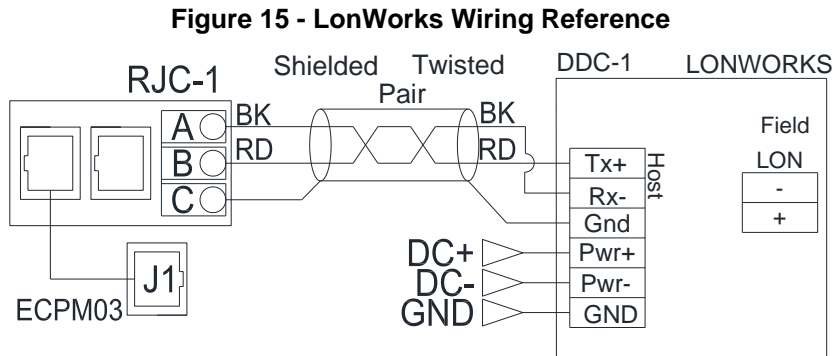 Figure 15 - LonWorks Wiring Reference
RJC-1
Shielded Twisted
Pair
DDC-1
LONWORKS
A
BK
BK
B
RD
RD
C
Tx+
Rx-
Gnd
Pwr+
Pwr-
GND
Host
Field
LON
-
+
DC+
DC-
GND
J1
ECPM03